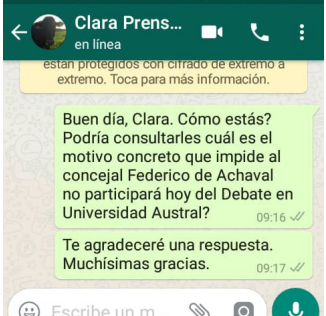 Clara Prens...
en línea
están protegidos con cifrado de extremo a
extremo. Toca para más información.
Buen día, Clara. Cómo estás?
Podría consultarles cuál es el
motivo concreto que impide al
concejal Federico de Achaval
no participará hoy del Debate en
Universidad Austral?
09:16
Te agradeceré una respuesta.
Muchísimas gracias.
09:17
Escribe un m...